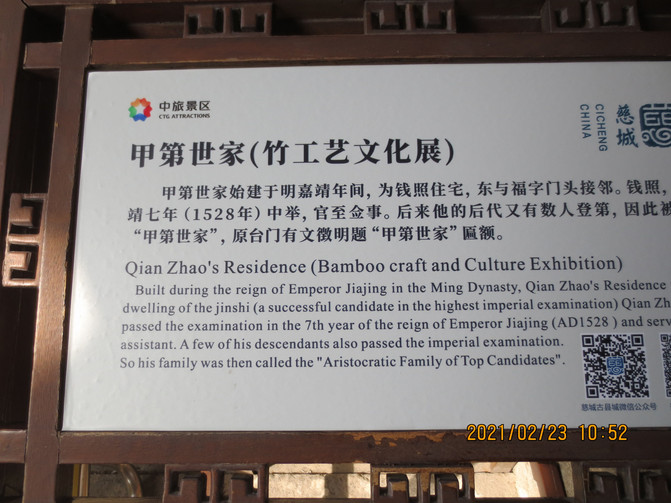 中旅景区
CTG ATTRACTIONS
CICHENG
CHINA
慈城
甲第世家(竹工艺文化展)
甲第世家始建于明嘉靖年间，为钱照住宅，东与福字门头接邻。钱照，
靖七年（1528年）中举，官至佥事。后来他的后代又有数人登第，因此被
“甲第世家”，原台门有文徵明题“甲第世家”匾额。
Qian Zhao's Residence (Bamboo craft and Culture Exhibition)
Built during the reign of Emperor Jiajing in the Ming Dynasty, Qian Zhao's Residence
dwelling of the jinshi (a successful candidate in the highest imperial examination) Qian Zh
passed the examination in the 7th year of the reign of Emperor Jiajing (AD1528 ) and serv
assistant. A few of his descendants also passed the imperial examination.
So his family was then called the "Aristocratic Family of Top Candidates".
慈城古县城微信公众号
2021/02/23 10:52